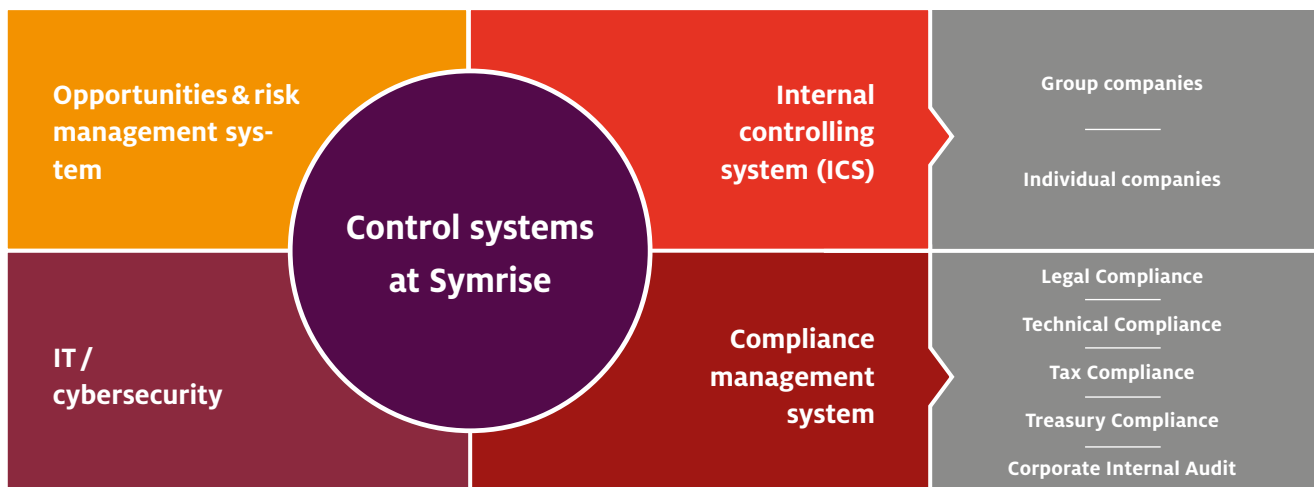 Opportunities & risk
management sys-
tem
Internal
controlling
system (ICS)
Group companies
Individual companies
Control systems
at Symrise
IT /
cybersecurity
Compliance
management
system
Legal Compliance
Technical Compliance
Tax Compliance
Treasury Compliance
Corporate Internal Audit